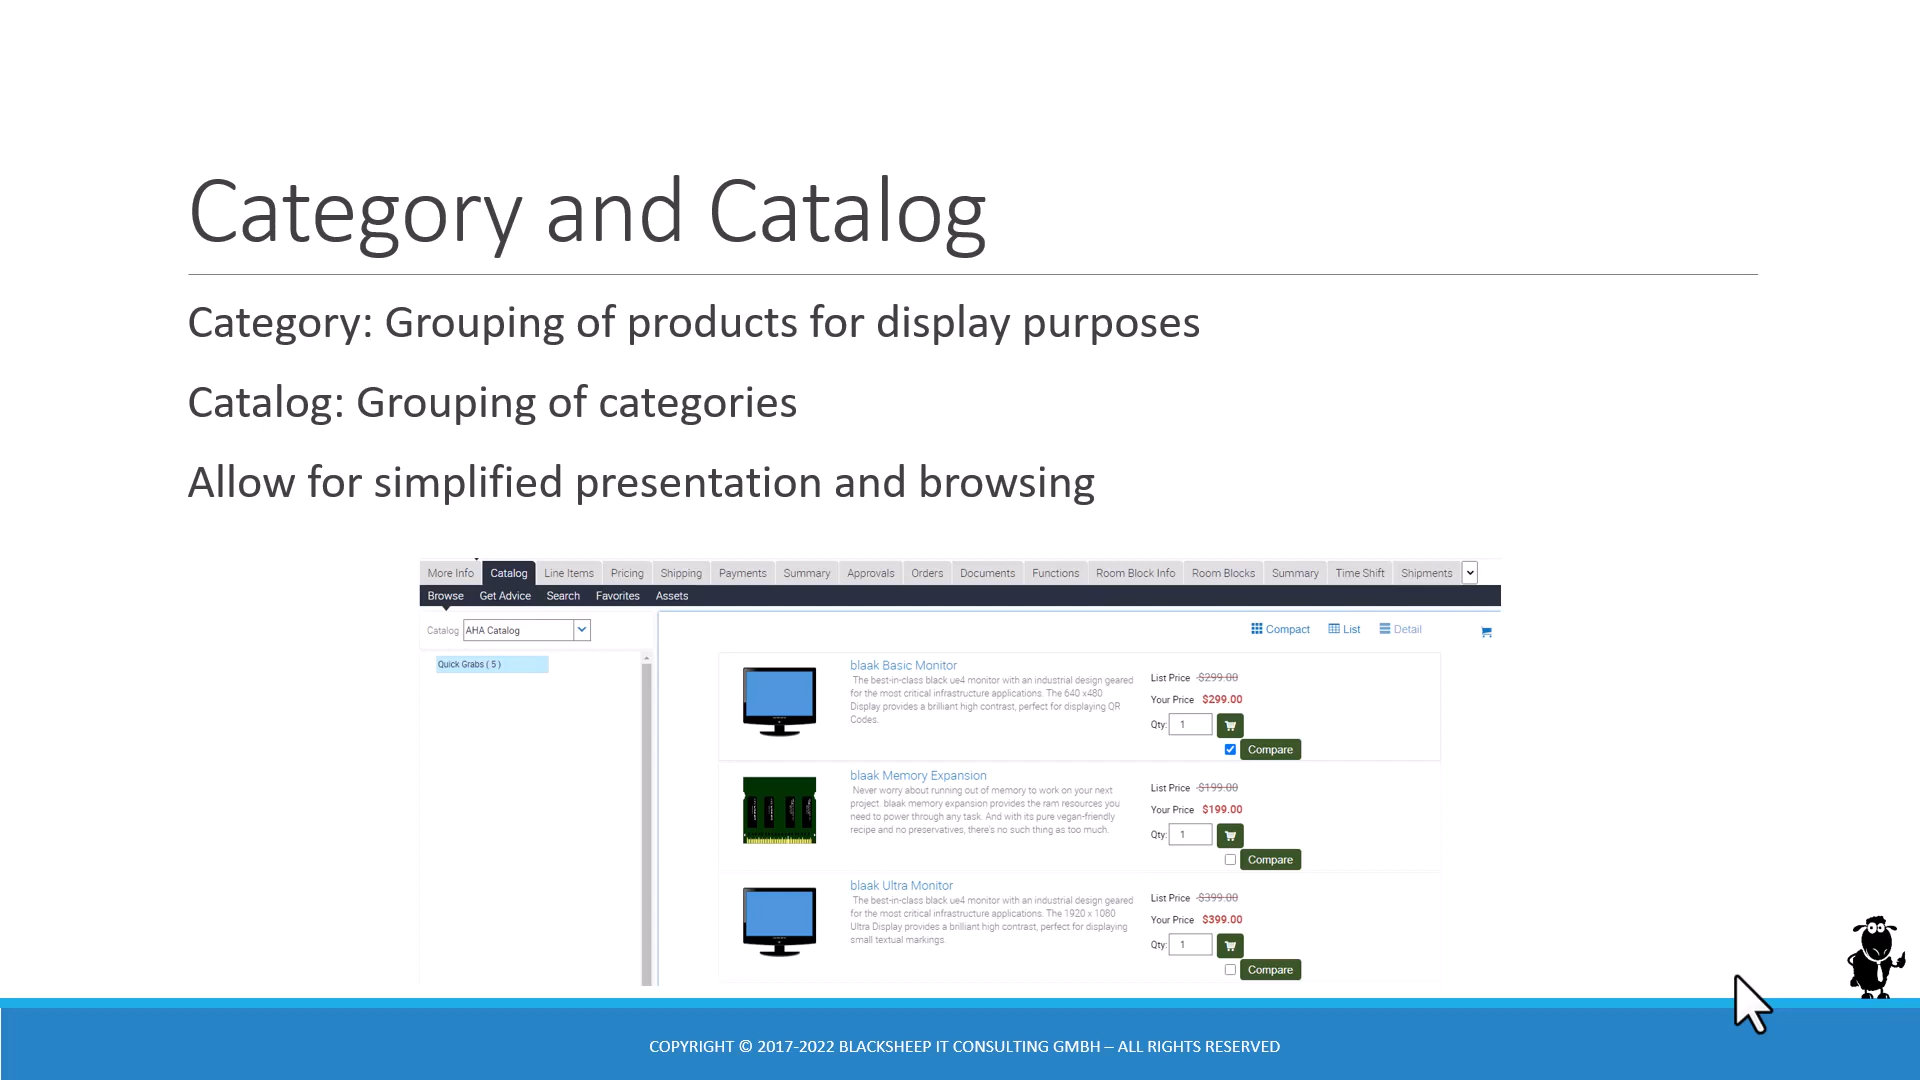 Category and Catalog
Category: Grouping of products for display purposes
Catalog: Grouping of categories
Allow for simplified presentation and browsing
More Info Catalog Line Items Pricing Shipping Payments Summary Approvals Orders Documents Functions Room Block Info Room Blocks Summary Time Shift Shipments
Browse Get Advice Search Favorites Assets
Catalog AHA Catalog
Compact List Detail
Quick Grabs ( 5 )
blaak Basic Monitor
The best-in-class black ue4 monitor with an industrial design geared
for the most critical infrastructure applications. The 640 x480
Display provides a brilliant high contrast, perfect for displaying QR
Codes.
List Price $299.00
Your Price $299.00
Qty: 1
Compare
blaak Memory Expansion
Never worry about running out of memory to work on your next
project. blaak memory expansion provides the ram resources you
need to power through any task. And with its pure vegan-friendly
recipe and no preservatives, there's no such thing as too much.
List Price $199.00
Your Price $199.00
Qty: 1
Compare
blaak Ultra Monitor
The best-in-class black ue4 monitor with an industrial design geared
for the most critical infrastructure applications. The 1920 x 1080
Ultra Display provides a brilliant high contrast, perfect for displaying
small textual markings.
List Price $399.00
Your Price $399.00
Qty: 1
Compare
COPYRIGHT © 2017-2022 BLACKSHEEP IT CONSULTING GMBH – ALL RIGHTS RESERVED